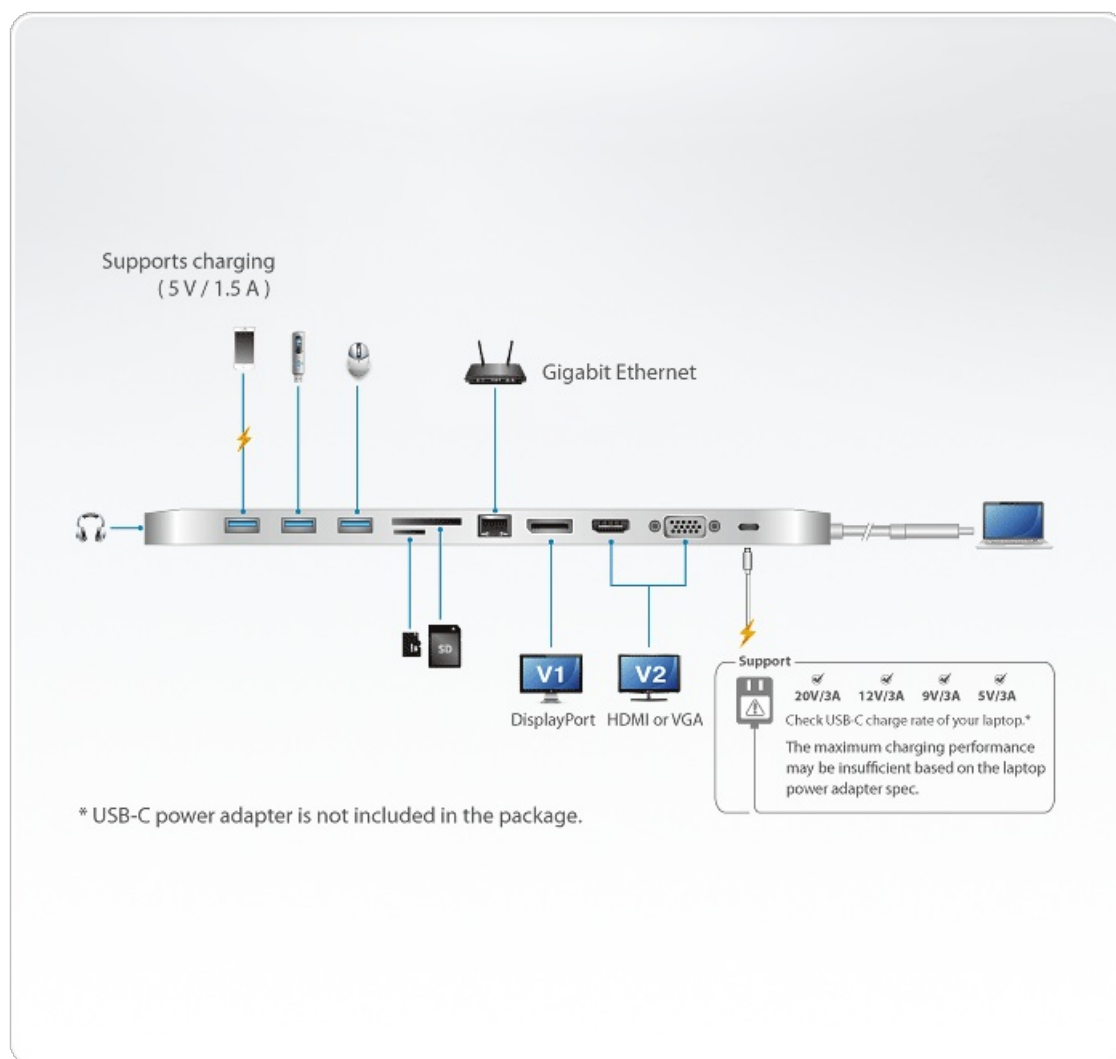 Supports charging
( 5 V / 1.5 A )
Gigabit Ethernet
SD
V1
V2
DisplayPort
HDMI or VGA
Support
20V/3A 12V/3A 9V/3A 5V/3A
Check USB-C charge rate of your laptop.*
The maximum charging performance
may be insufficient based on the laptop
power adapter spec.
* USB-C power adapter is not included in the package.